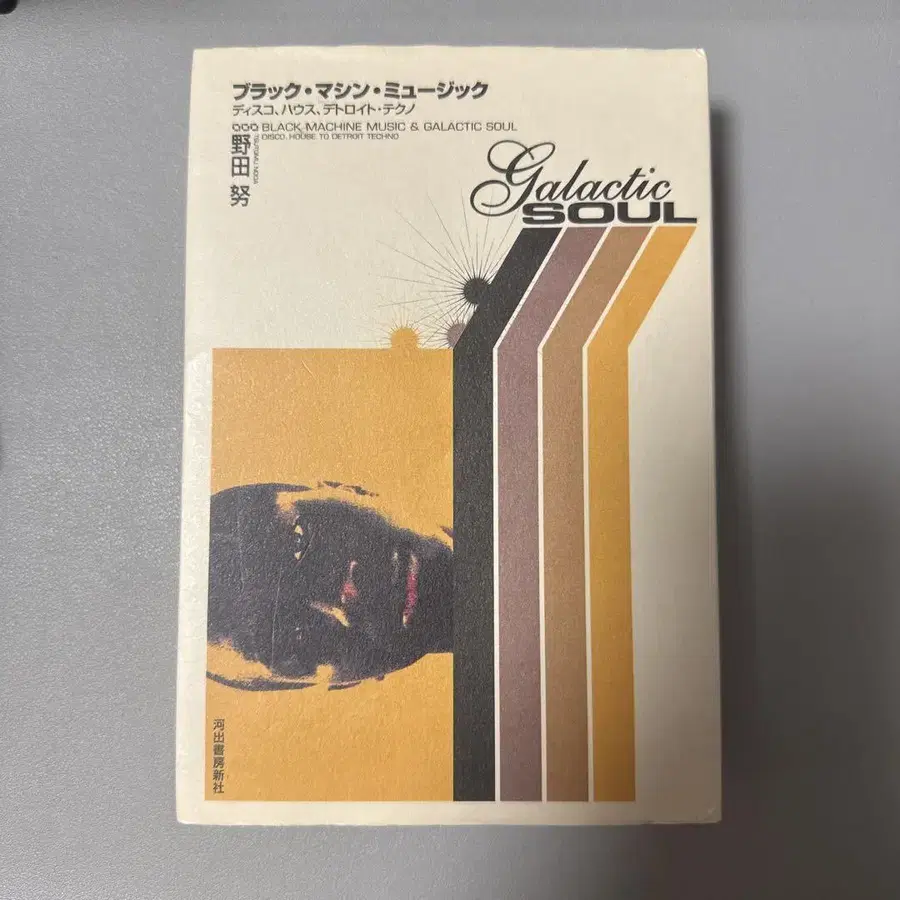 ブラック・マシン・ミュージック
ディスコ、ハウス、デトロイト・テクノ
BLACK MACHINE MUSIC & GALACTIC SOUL
DISCO, HOUSE TO DETROIT TECHNO
野田 努
TSUTOMU NODA
Galactic
SOUL
河出書房新社